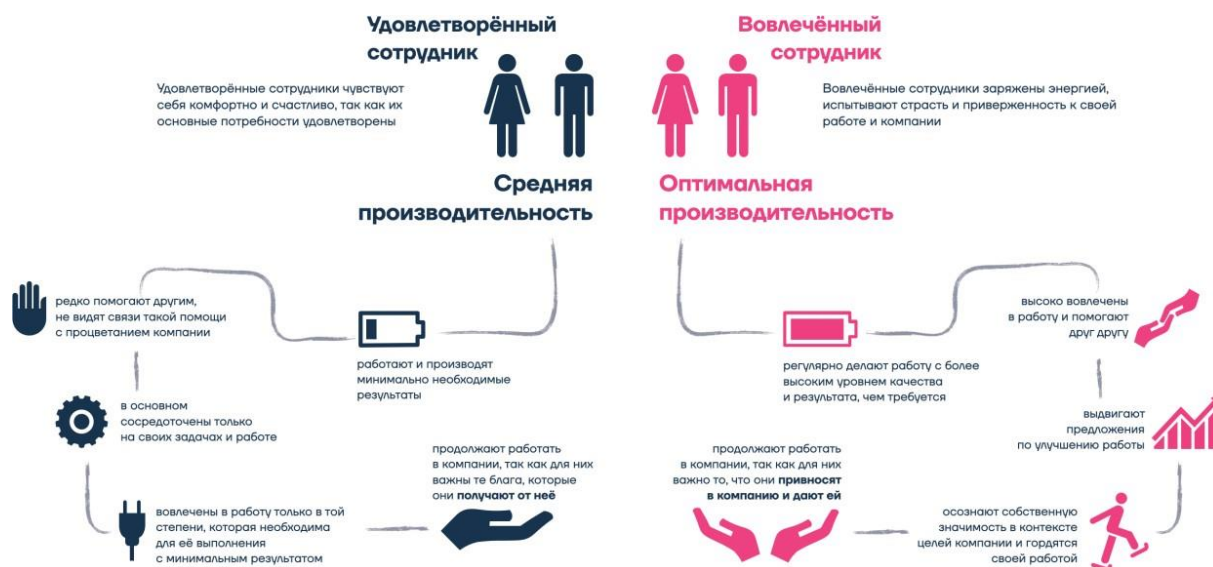 Удовлетворённый
сотрудник
Удовлетворённые сотрудники чувствуют
себя комфортно и счастливо, так как их
основные потребности удовлетворены
Средняя
производительность
работают и производят
минимально необходимые
результаты
редко помогают другим,
не видят связи такой помощи
с процветанием компании
в основном
сосредоточены только
на своих задачах и работе
вовлечены в работу только в той
степени, которая необходима
для её выполнения
с минимальным результатом
продолжают работать
в компании, так как для них
важны те блага, которые
они получают от неё
Вовлечённый
сотрудник
Вовлечённые сотрудники заряжены энергией,
испытывают страсть и приверженность к своей
работе и компании
Оптимальная
производительность
регулярно делают работу с более
высоким уровнем качества
и результата, чем требуется
высоко вовлечены
в работу и помогают
друг другу
выдвигают
предложения
по улучшению работы
осознают собственную
значимость в контексте
целей компании и гордятся
своей работой
продолжают работать
в компании, так как для них
важно то, что они привносят
в компанию и дают ей